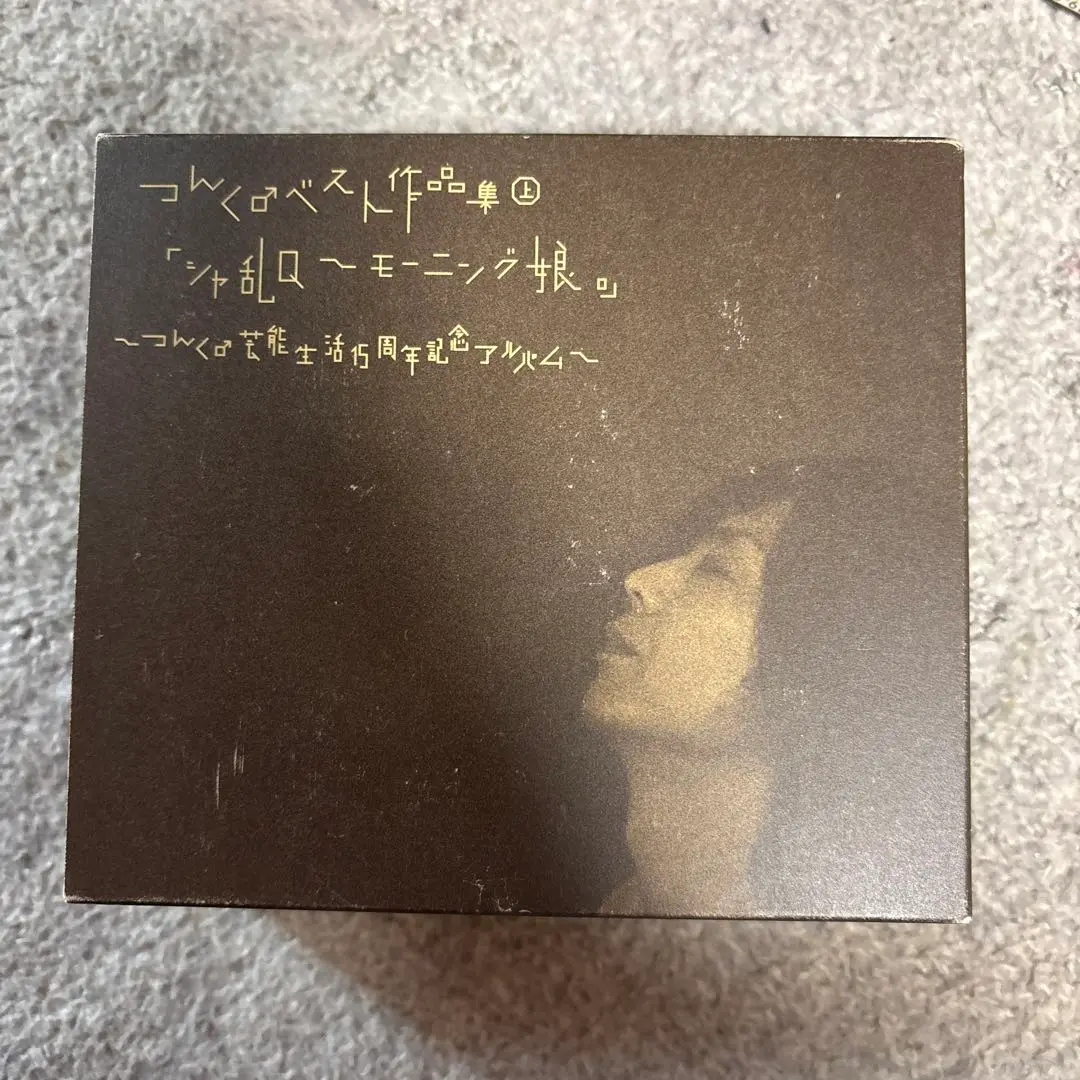 つんく♂ベスト作品集㊤
「シャ乱Q〜モーニング娘。」
〜つんく♂芸能生活15周年記念アルバム〜